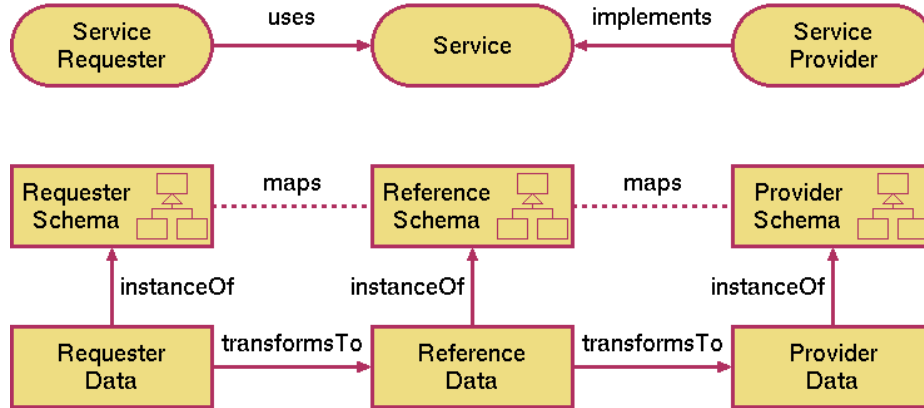 uses
implements
Service
Requester
Service
Service
Provider
Requester
Schema
maps
Reference
Schema
maps
Provider
Schema
instanceOf
instanceOf
instanceOf
Requester
Data
transformsTo
Reference
Data
transformsTo
Provider
Data